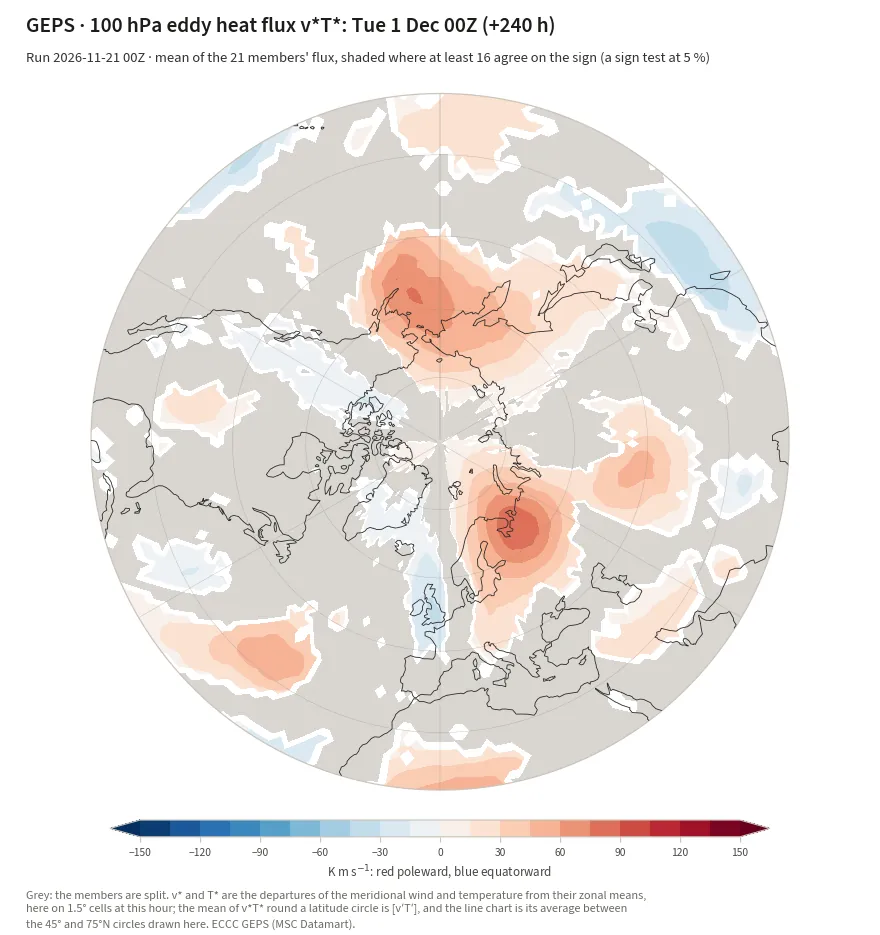 GEPS · 100 hPa eddy heat flux v*T*: Tue 1 Dec 00Z (+240 h)
Run 2026-11-21 00Z · mean of the 21 members' flux, shaded where at least 16 agree on the sign (a sign test at 5 %)
−150 −120 −90 −60 −30 0 30 60 90 120 150
K m s⁻¹: red poleward, blue equatorward
Grey: the members are split. v* and T* are the departures of the meridional wind and temperature from their zonal means,
here on 1.5° cells at this hour; the mean of v*T* round a latitude circle is [v'T'], and the line chart is its average between
the 45° and 75°N circles drawn here. ECCC GEPS (MSC Datamart).